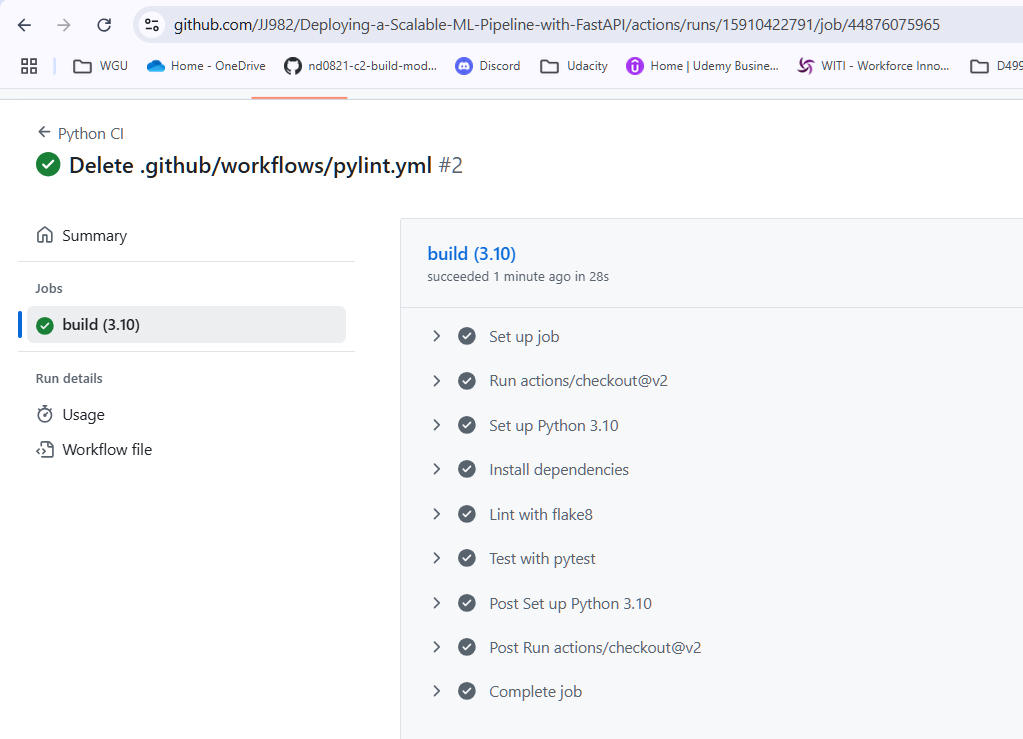 github.com/JJ982/Deploying-a-Scalable-ML-Pipeline-with-FastAPI/actions/runs/15910422791/job/44876075965
WGU Home - OneDrive nd0821-c2-build-mod... Discord Udacity Home | Udemy Busine... WITI - Workforce Inno... D499
Python CI
Delete .github/workflows/pylint.yml #2
Summary
Jobs
build (3.10)
Run details
Usage
Workflow file
build (3.10)
succeeded 1 minute ago in 28s
Set up job
Run actions/checkout@v2
Set up Python 3.10
Install dependencies
Lint with flake8
Test with pytest
Post Set up Python 3.10
Post Run actions/checkout@v2
Complete job